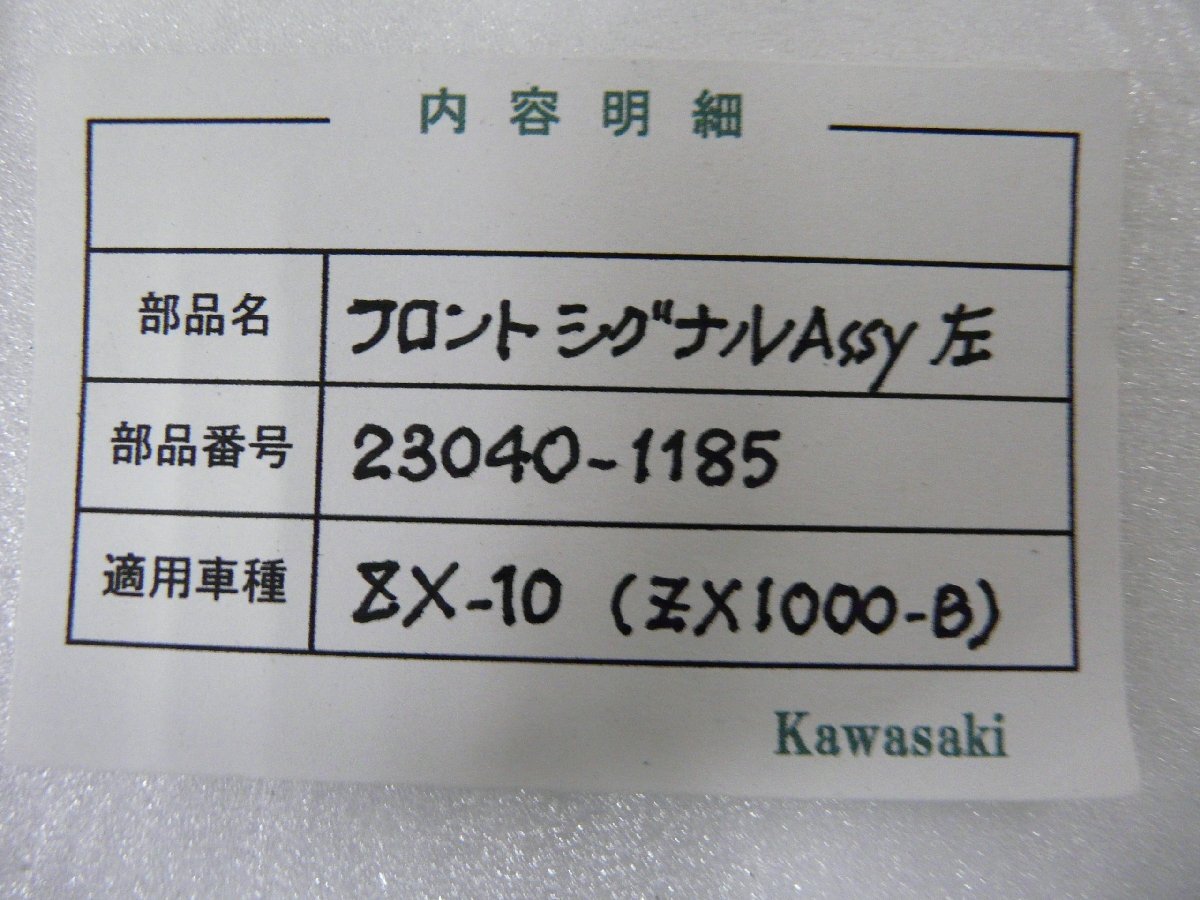 内容明細
部品名 フロントシグナルAssy 左
部品番号 23040-1185
適用車種 ZX-10 (ZX1000-B)
Kawasaki